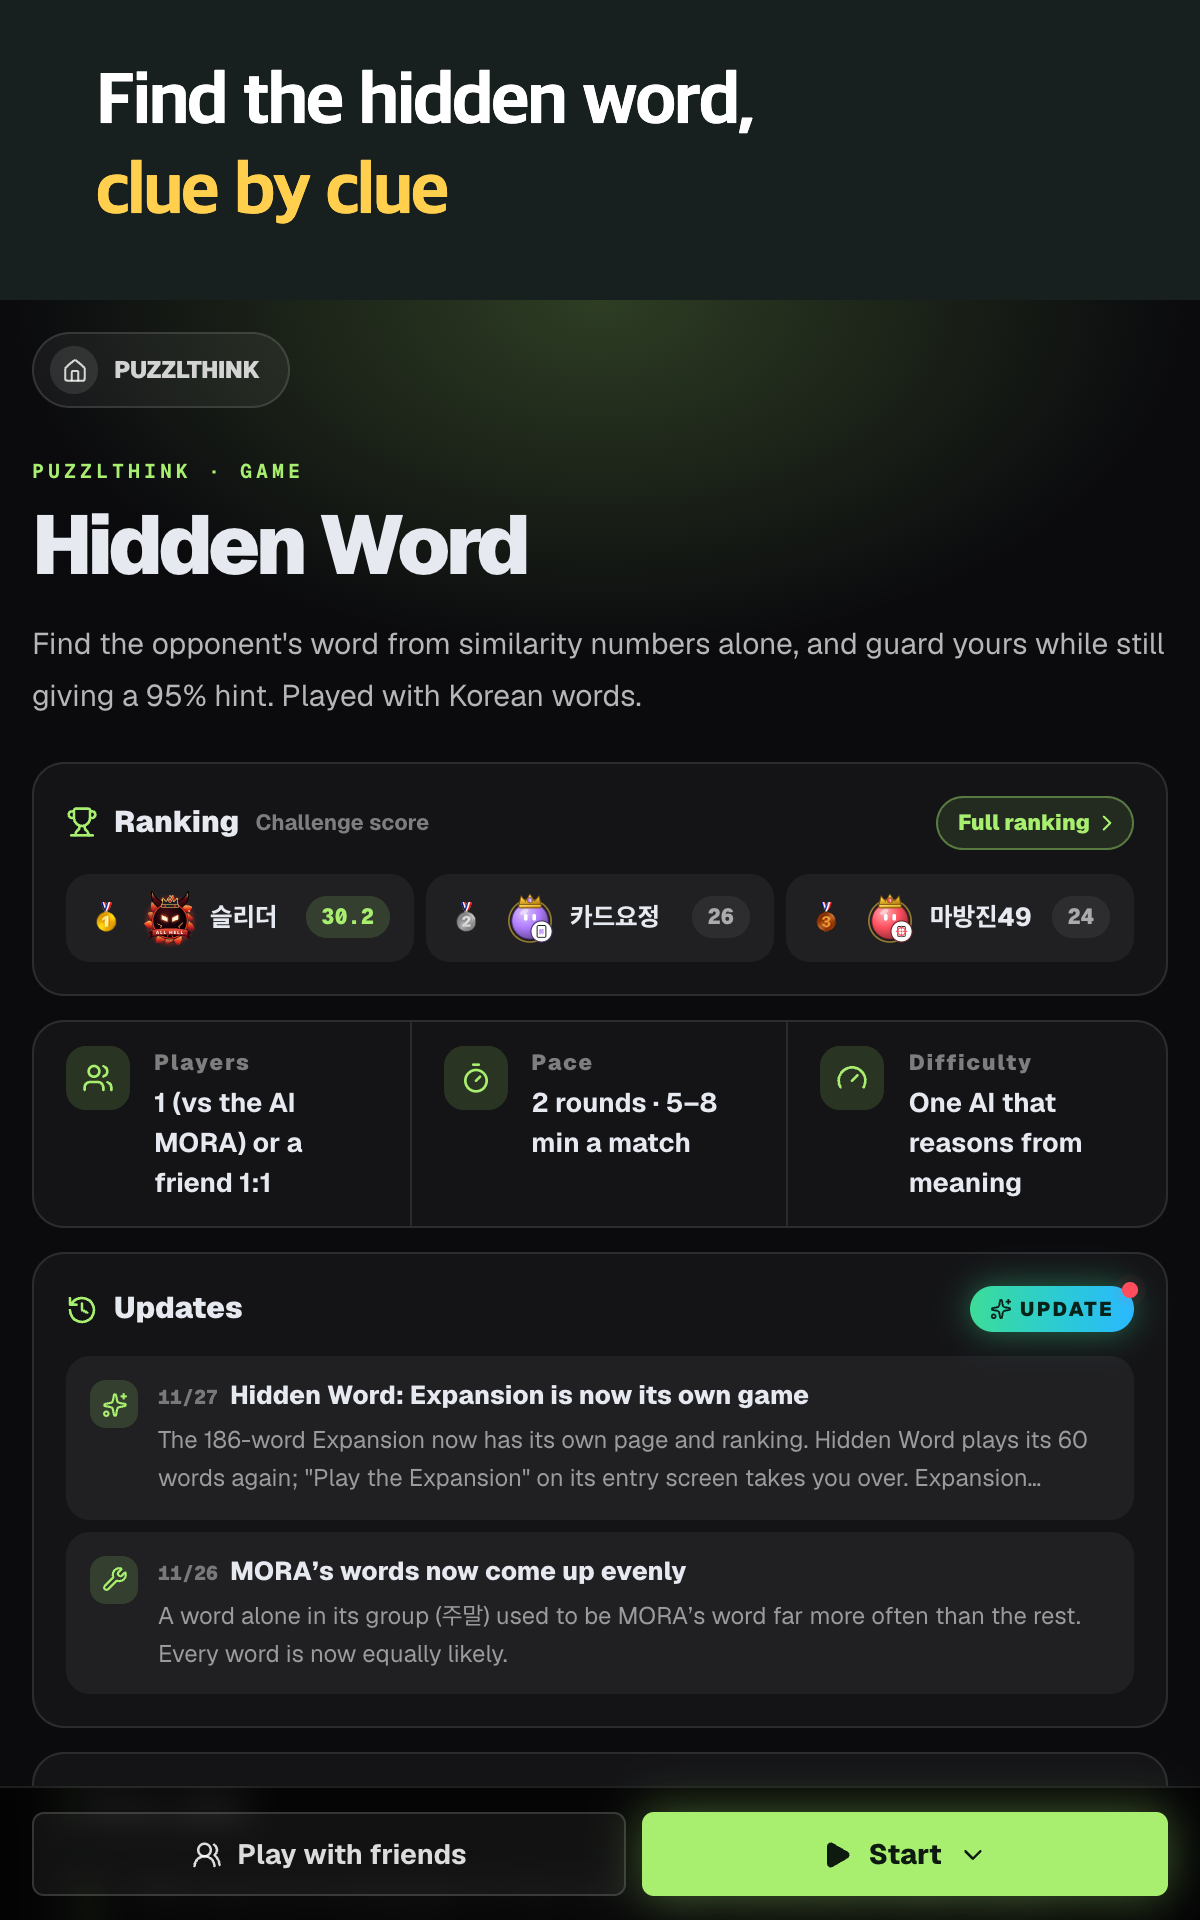 Find the hidden word,
clue by clue
PUZZLTHINK
PUZZLTHINK · GAME
Hidden Word
Find the opponent's word from similarity numbers alone, and guard yours while still
giving a 95% hint. Played with Korean words.
Ranking Challenge score Full ranking
1 ALL HELL 슬리더 30.2 2 카드요정 26 3 마방진49 24
Players
1 (vs the AI
MORA) or a
friend 1:1
Pace
2 rounds · 5–8
min a match
Difficulty
One AI that
reasons from
meaning
Updates UPDATE
11/27 Hidden Word: Expansion is now its own game
The 186-word Expansion now has its own page and ranking. Hidden Word plays its 60
words again; "Play the Expansion" on its entry screen takes you over. Expansion…
11/26 MORA’s words now come up evenly
A word alone in its group (주말) used to be MORA’s word far more often than the rest.
Every word is now equally likely.
Play with friends Start